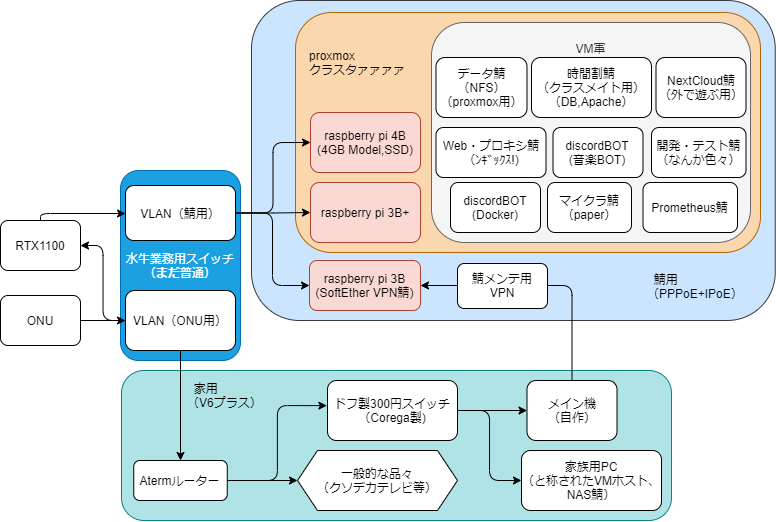 proxmox
クラスタァァァァ
VM軍
データ鯖
（NFS）
(proxmox用)
時間割鯖
（クラスメイト用）
(DB,Apache)
NextCloud鯖
（外で遊ぶ用）
raspberry pi 4B
(4GB Model,SSD)
Web・プロキシ鯖
（ﾝｷﾞｯｸｽ!）
discordBOT
（音楽BOT）
開発・テスト鯖
（なんか色々）
raspberry pi 3B+
discordBOT
(Docker)
マイクラ鯖
（paper）
Prometheus鯖
VLAN（鯖用）
RTX1100
水牛業務用スイッチ
（まだ普通）
raspberry pi 3B
(SoftEther VPN鯖)
鯖メンテ用
VPN
鯖用
（PPPoE+IPoE）
ONU
VLAN（ONU用）
家用
（V6プラス）
ドフ製300円スイッチ
（Corega製）
メイン機
（自作）
Atermルーター
一般的な品々
（クソデカテレビ等）
家族用PC
（と称されたVMホスト、
NAS鯖）